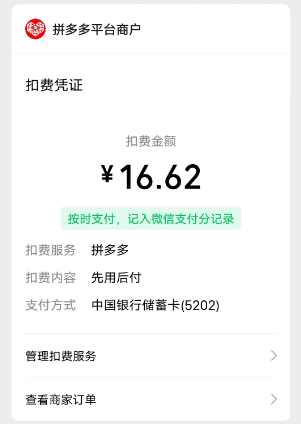 拼多多平台商户
扣费凭证
扣费金额
¥16.62
按时支付，记入微信支付分记录
扣费服务 拼多多
扣费内容 先用后付
支付方式 中国银行储蓄卡(5202)
管理扣费服务
查看商家订单